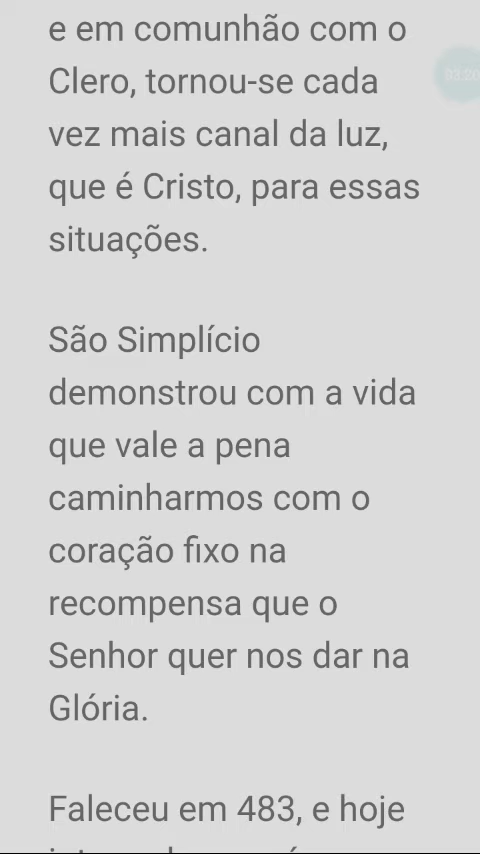 e em comunhão com o
Clero, tornou-se cada
vez mais canal da luz,
que é Cristo, para essas
situações.
São Simplício
demonstrou com a vida
que vale a pena
caminharmos com o
coração fixo na
recompensa que o
Senhor quer nos dar na
Glória.
Faleceu em 483, e hoje